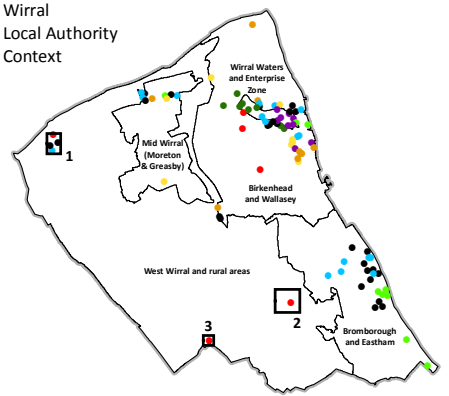 Wirral
Local Authority
Context
Wirral Waters
and Enterprise
Zone
1
Mid Wirral
(Moreton
& Greasby)
Birkenhead
and Wallasey
West Wirral and rural areas
2
3
Bromborough
and Eastham